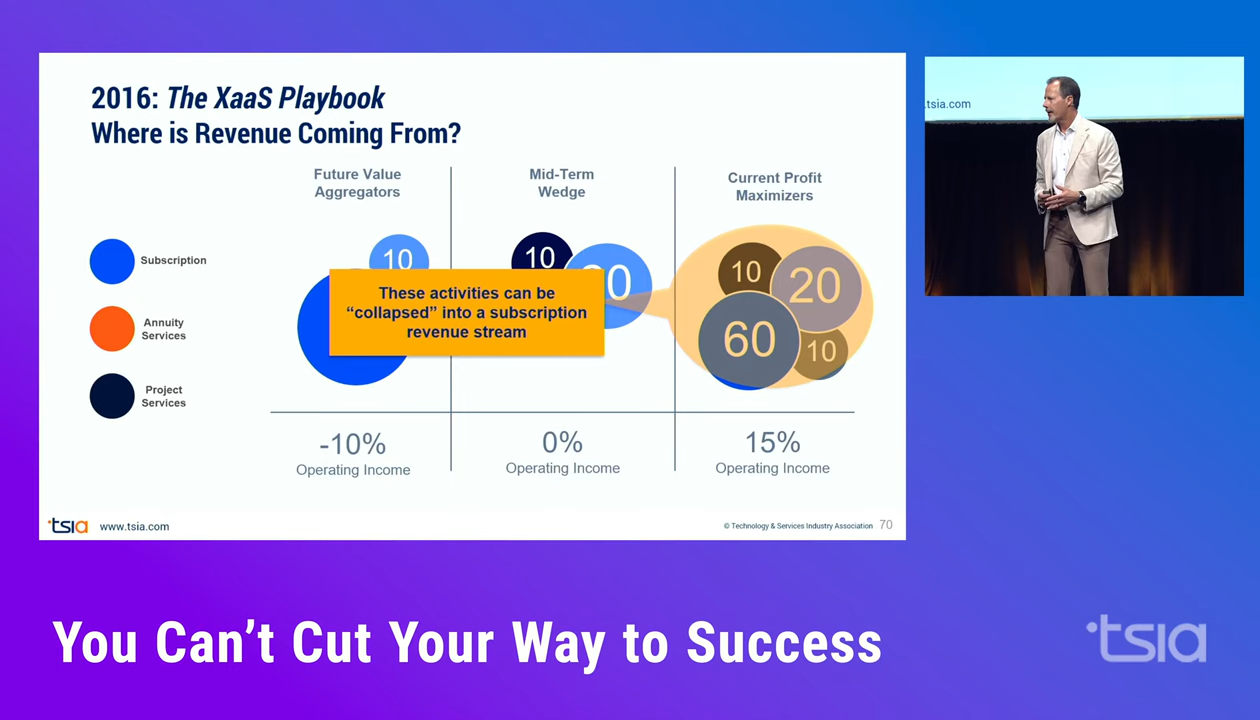 2016: The XaaS Playbook
Where is Revenue Coming From?
Future Value
Aggregators
Mid-Term
Wedge
Current Profit
Maximizers
Subscription
Annuity
Services
Project
Services
10
10
0
10
20
60
10
These activities can be
“collapsed” into a subscription
revenue stream
-10%
Operating Income
0%
Operating Income
15%
Operating Income
tsia
www.tsia.com
© Technology & Services Industry Association
70
.tsia.com
You Can’t Cut Your Way to Success
tsia